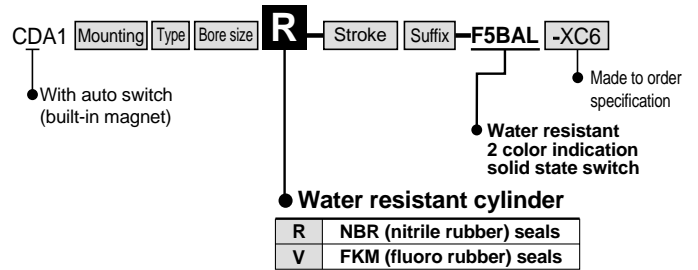 CDA1 Mounting Type Bore size R Stroke Suffix F5BAL -XC6
With auto switch
(built-in magnet)
Made to order
specification
Water resistant
2 color indication
solid state switch
Water resistant cylinder
R NBR (nitrile rubber) seals
V FKM (fluoro rubber) seals